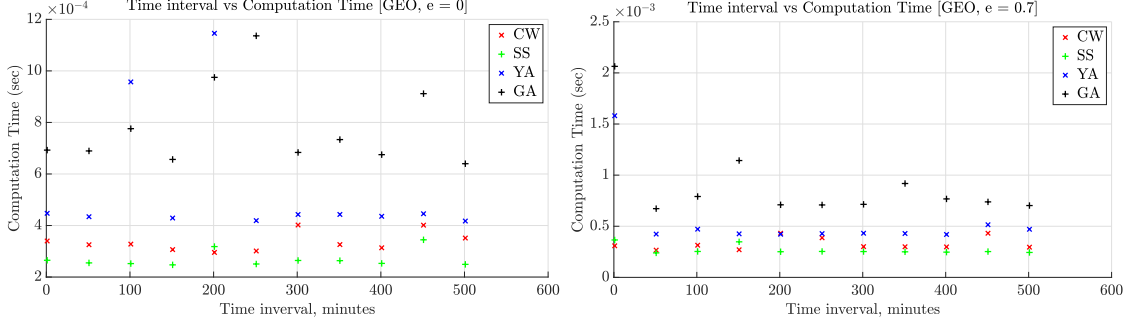 Time interval vs Computation Time [GEO, e = 0]
×10⁻⁴
12
10
8
6
4
2
0
100
200
300
400
500
600
Computation Time (sec)
Time inverval, minutes
CW
SS
YA
GA
Time interval vs Computation Time [GEO, e = 0.7]
×10⁻³
2.5
2
1.5
1
0.5
0
0
100
200
300
400
500
600
Computation Time (sec)
Time inverval, minutes
CW
SS
YA
GA